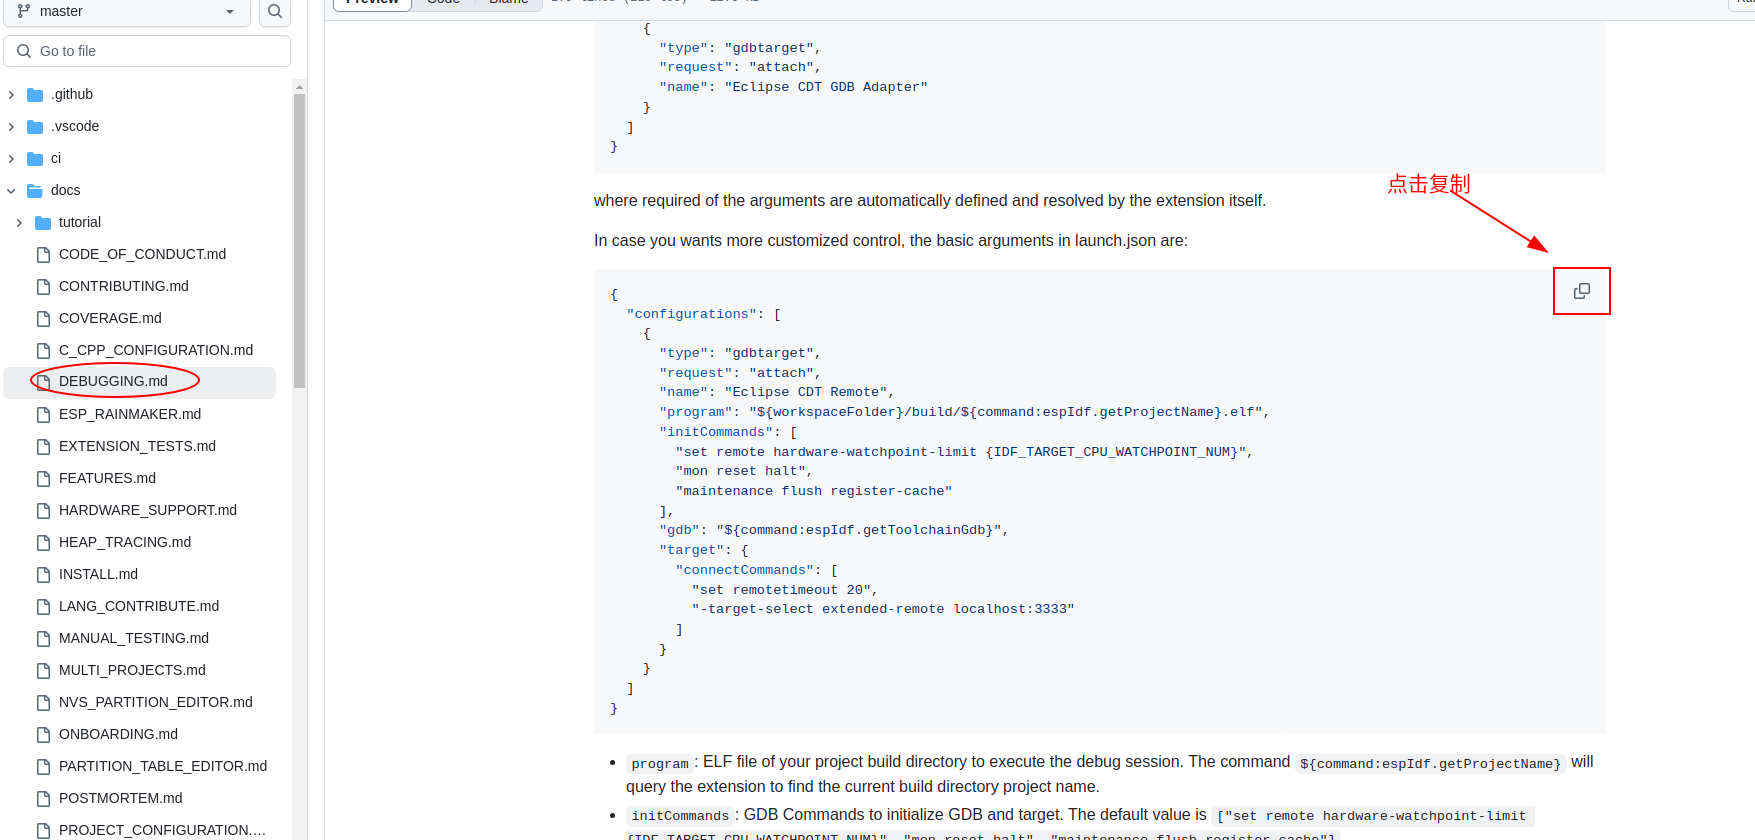 master
Go to file
.github
.vscode
ci
docs
tutorial
CODE_OF_CONDUCT.md
CONTRIBUTING.md
COVERAGE.md
C_CPP_CONFIGURATION.md
DEBUGGING.md
ESP_RAINMAKER.md
EXTENSION_TESTS.md
FEATURES.md
HARDWARE_SUPPORT.md
HEAP_TRACING.md
INSTALL.md
LANG_CONTRIBUTE.md
MANUAL_TESTING.md
MULTI_PROJECTS.md
NVS_PARTITION_EDITOR.md
ONBOARDING.md
PARTITION_TABLE_EDITOR.md
POSTMORTEM.md
PROJECT_CONFIGURATION....
Preview Code Blame
{
"type": "gdbtarget",
"request": "attach",
"name": "Eclipse CDT GDB Adapter"
}
]
}
where required of the arguments are automatically defined and resolved by the extension itself.
点击复制
In case you wants more customized control, the basic arguments in launch.json are:
{
"configurations": [
{
"type": "gdbtarget",
"request": "attach",
"name": "Eclipse CDT Remote",
"program": "${workspaceFolder}/build/${command:espIdf.getProjectName}.elf",
"initCommands": [
"set remote hardware-watchpoint-limit {IDF_TARGET_CPU_WATCHPOINT_NUM}",
"mon reset halt",
"maintenance flush register-cache"
],
"gdb": "${command:espIdf.getToolchainGdb}",
"target": {
"connectCommands": [
"set remotetimeout 20",
"-target-select extended-remote localhost:3333"
]
}
}
]
}
• program: ELF file of your project build directory to execute the debug session. The command ${command:espIdf.getProjectName} will
query the extension to find the current build directory project name.
• initCommands: GDB Commands to initialize GDB and target. The default value is ["set remote hardware-watchpoint-limit
{IDF_TARGET_CPU_WATCHPOINT_NUM}", "mon reset halt", "maintenance flush register-cache"]